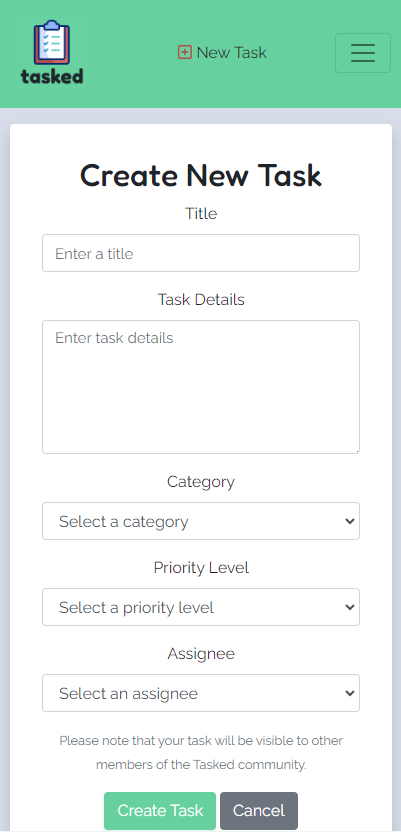 New Task
tasked
Create New Task
Title
Enter a title
Task Details
Enter task details
Category
Select a category
Priority Level
Select a priority level
Assignee
Select an assignee
Please note that your task will be visible to other
members of the Tasked community.
Create Task Cancel